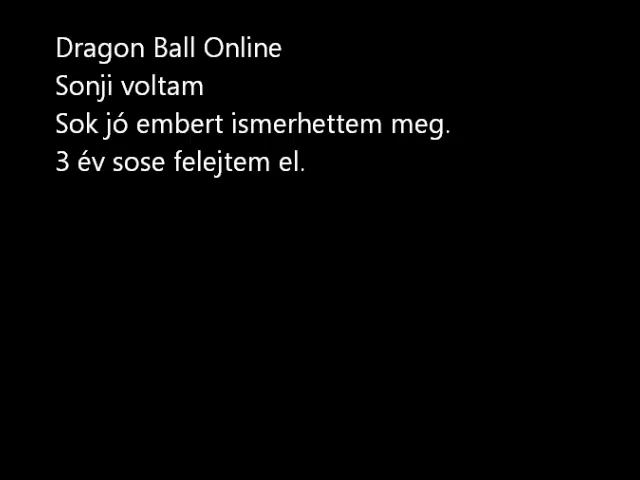 Dragon Ball Online
Sonji voltam
Sok jó embert ismerhettem meg.
3 év sose felejtem el.